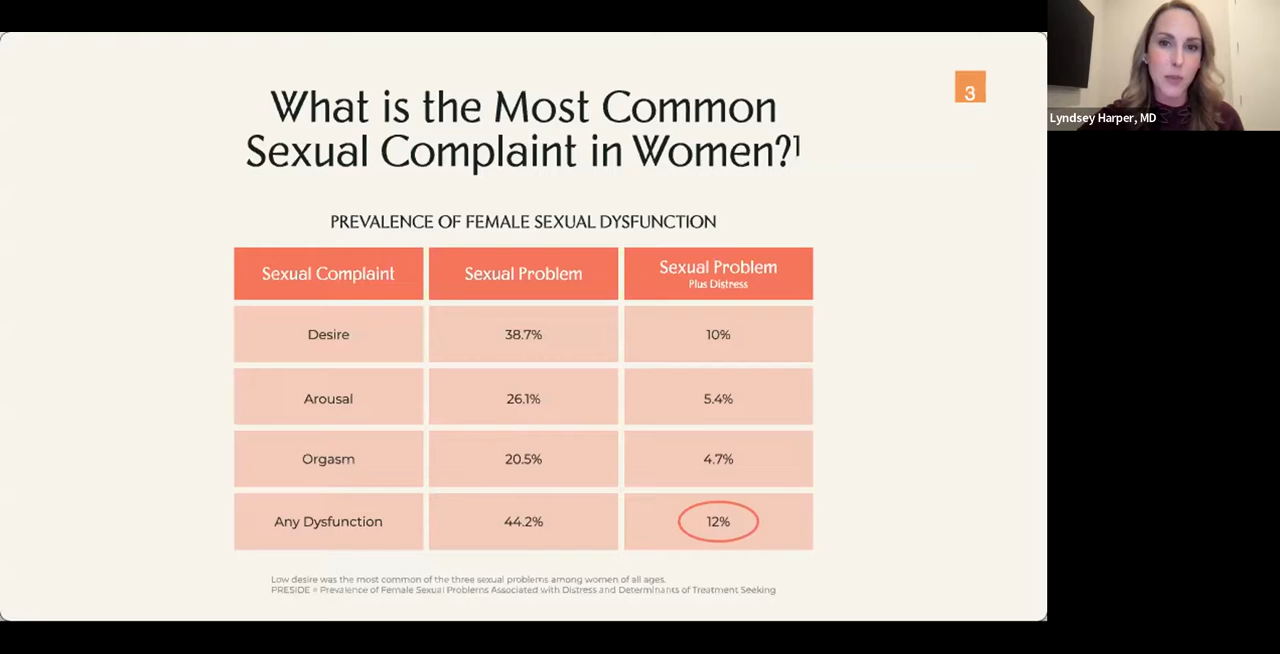 What is the Most Common
Sexual Complaint in Women?¹
3
Lyndsey Harper, MD
PREVALENCE OF FEMALE SEXUAL DYSFUNCTION
Sexual Complaint
Sexual Problem
Sexual Problem
Plus Distress
Desire
38.7%
10%
Arousal
26.1%
5.4%
Orgasm
20.5%
4.7%
Any Dysfunction
44.2%
12%
Low desire was the most common of the three sexual problems among women of all ages.
PRESIDE = Prevalence of Female Sexual Problems Associated with Distress and Determinants of Treatment Seeking